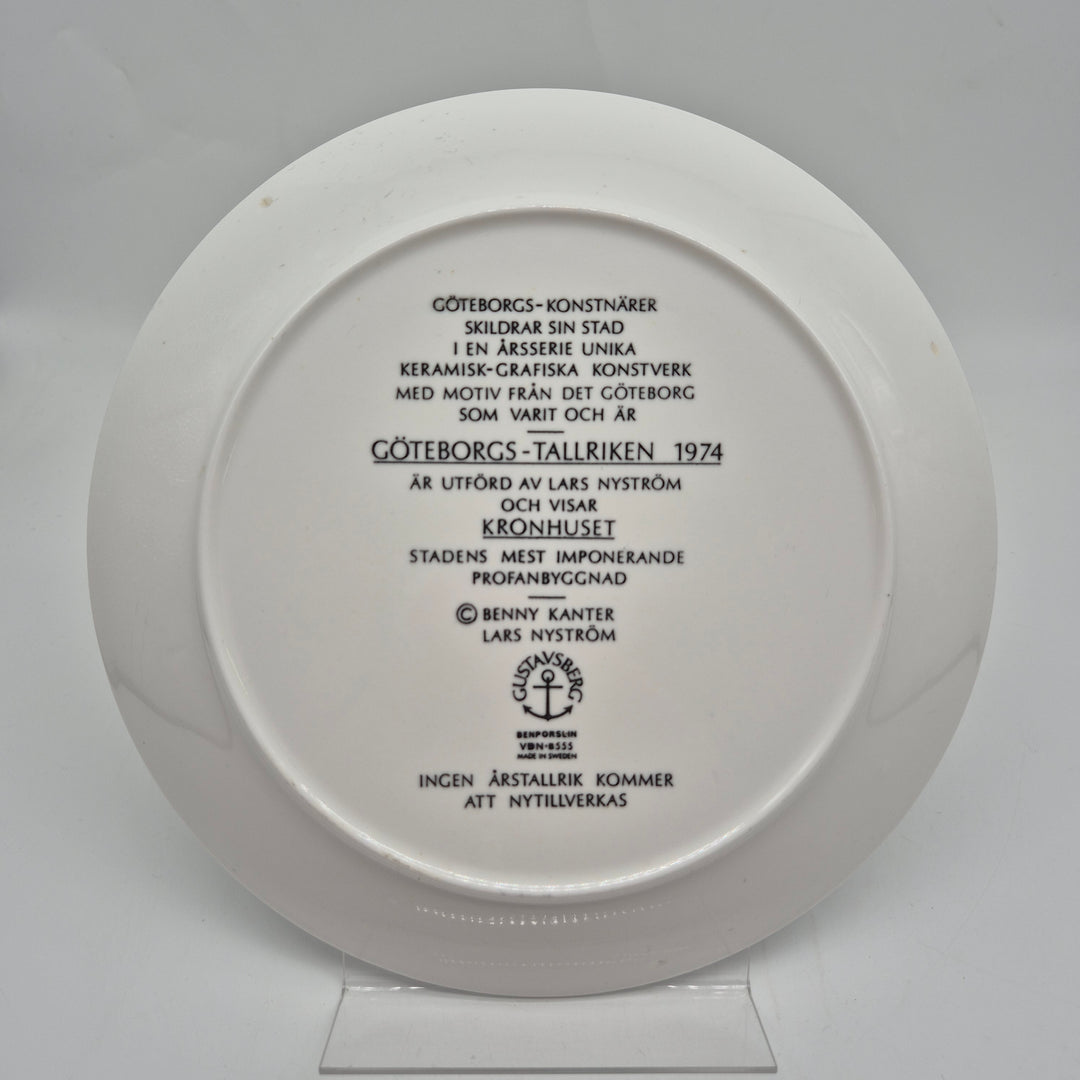 GÖTEBORGS-KONSTNÄRER
SKILDRAR SIN STAD
I EN ÅRSSERIE UNIKA
KERAMISK-GRAFISKA KONSTVERK
MED MOTIV FRÅN DET GÖTEBORG
SOM VARIT OCH ÄR
GÖTEBORGS-TALLRIKEN 1974
ÄR UTFÖRD AV LARS NYSTRÖM
OCH VISAR
KRONHUSET
STADENS MEST IMPONERANDE
PROFANBYGGNAD
© BENNY KANTER
LARS NYSTRÖM
GUSTAVSBERG
BENPORSLIN
VDN-8555
MADE IN SWEDEN
INGEN ÅRSTALLRIK KOMMER
ATT NYTILLVERKAS